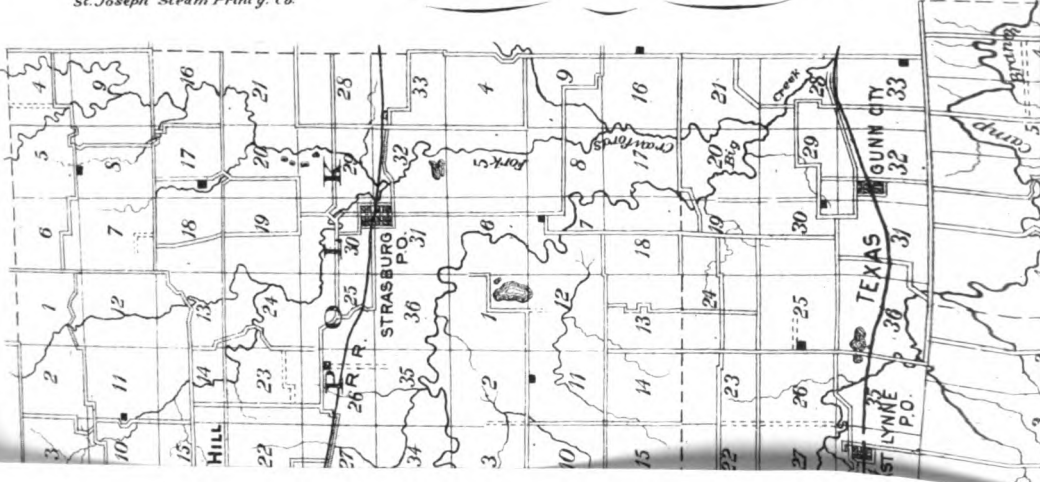 St. Joseph Steam Print'g. Co.
4 9 16 21 28 33 4 9 16 21 28 33
5 8 17 20 29 32 5 8 17 20 29 32
6 7 18 19 30 31 6 7 18 19 30 31
1 12 13 24 25 36 1 12 13 24 25 36
2 11 14 23 26 35 2 11 14 23 26 35
3 10 15 22 27 34 3 10 15 22 27 34
POLK
STRASBURG
P.O.
R. R.
HILL
Crawfords
Fork
Big
Creek
GUNN CITY
TEXAS
ST LYNNE
P.O.
Camp
Branch